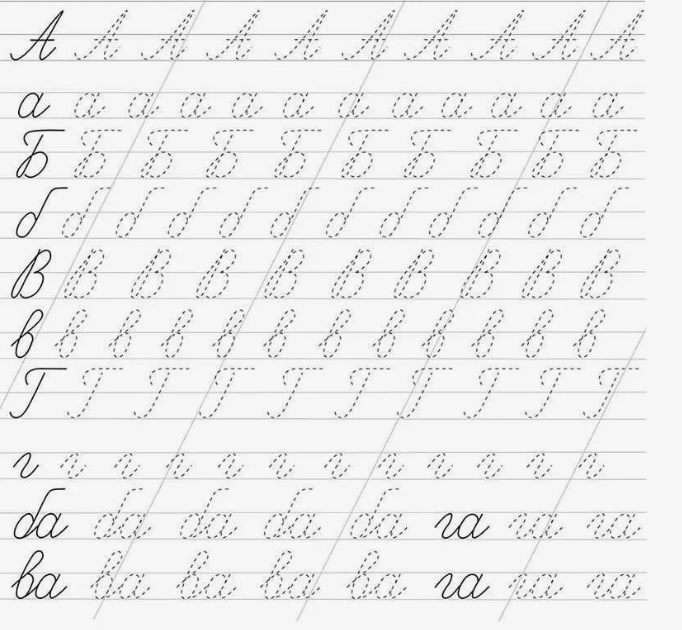 А А А А А А А А А А
а а а а а а а а а а а а
Б Б Б Б Б Б Б Б Б Б
б б б б б б б б б б б б
В В В В В В В В В В
в в в в в в в в в в в в
Г Г Г Г Г Г Г Г Г Г
г г г г г г г г г г г г
ба ба ба ба ба га га га
ва ва ва ва ва га га га